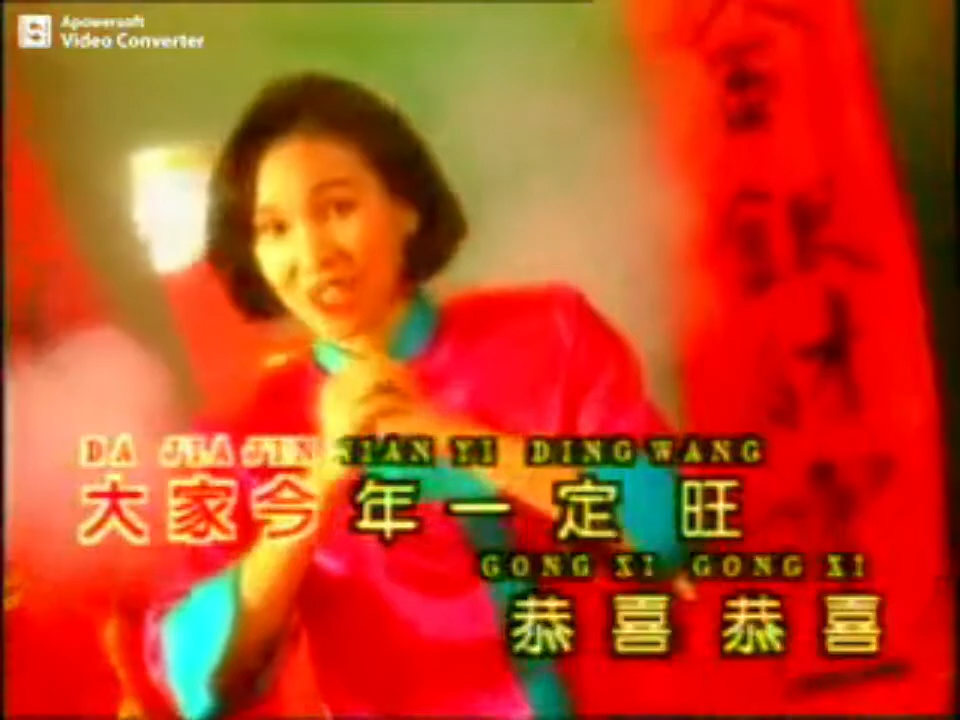 Apowersoft
Video Converter
DA JIA JIN NIAN YI DING WANG
大家今年一定旺
GONG XI GONG XI
恭喜恭喜